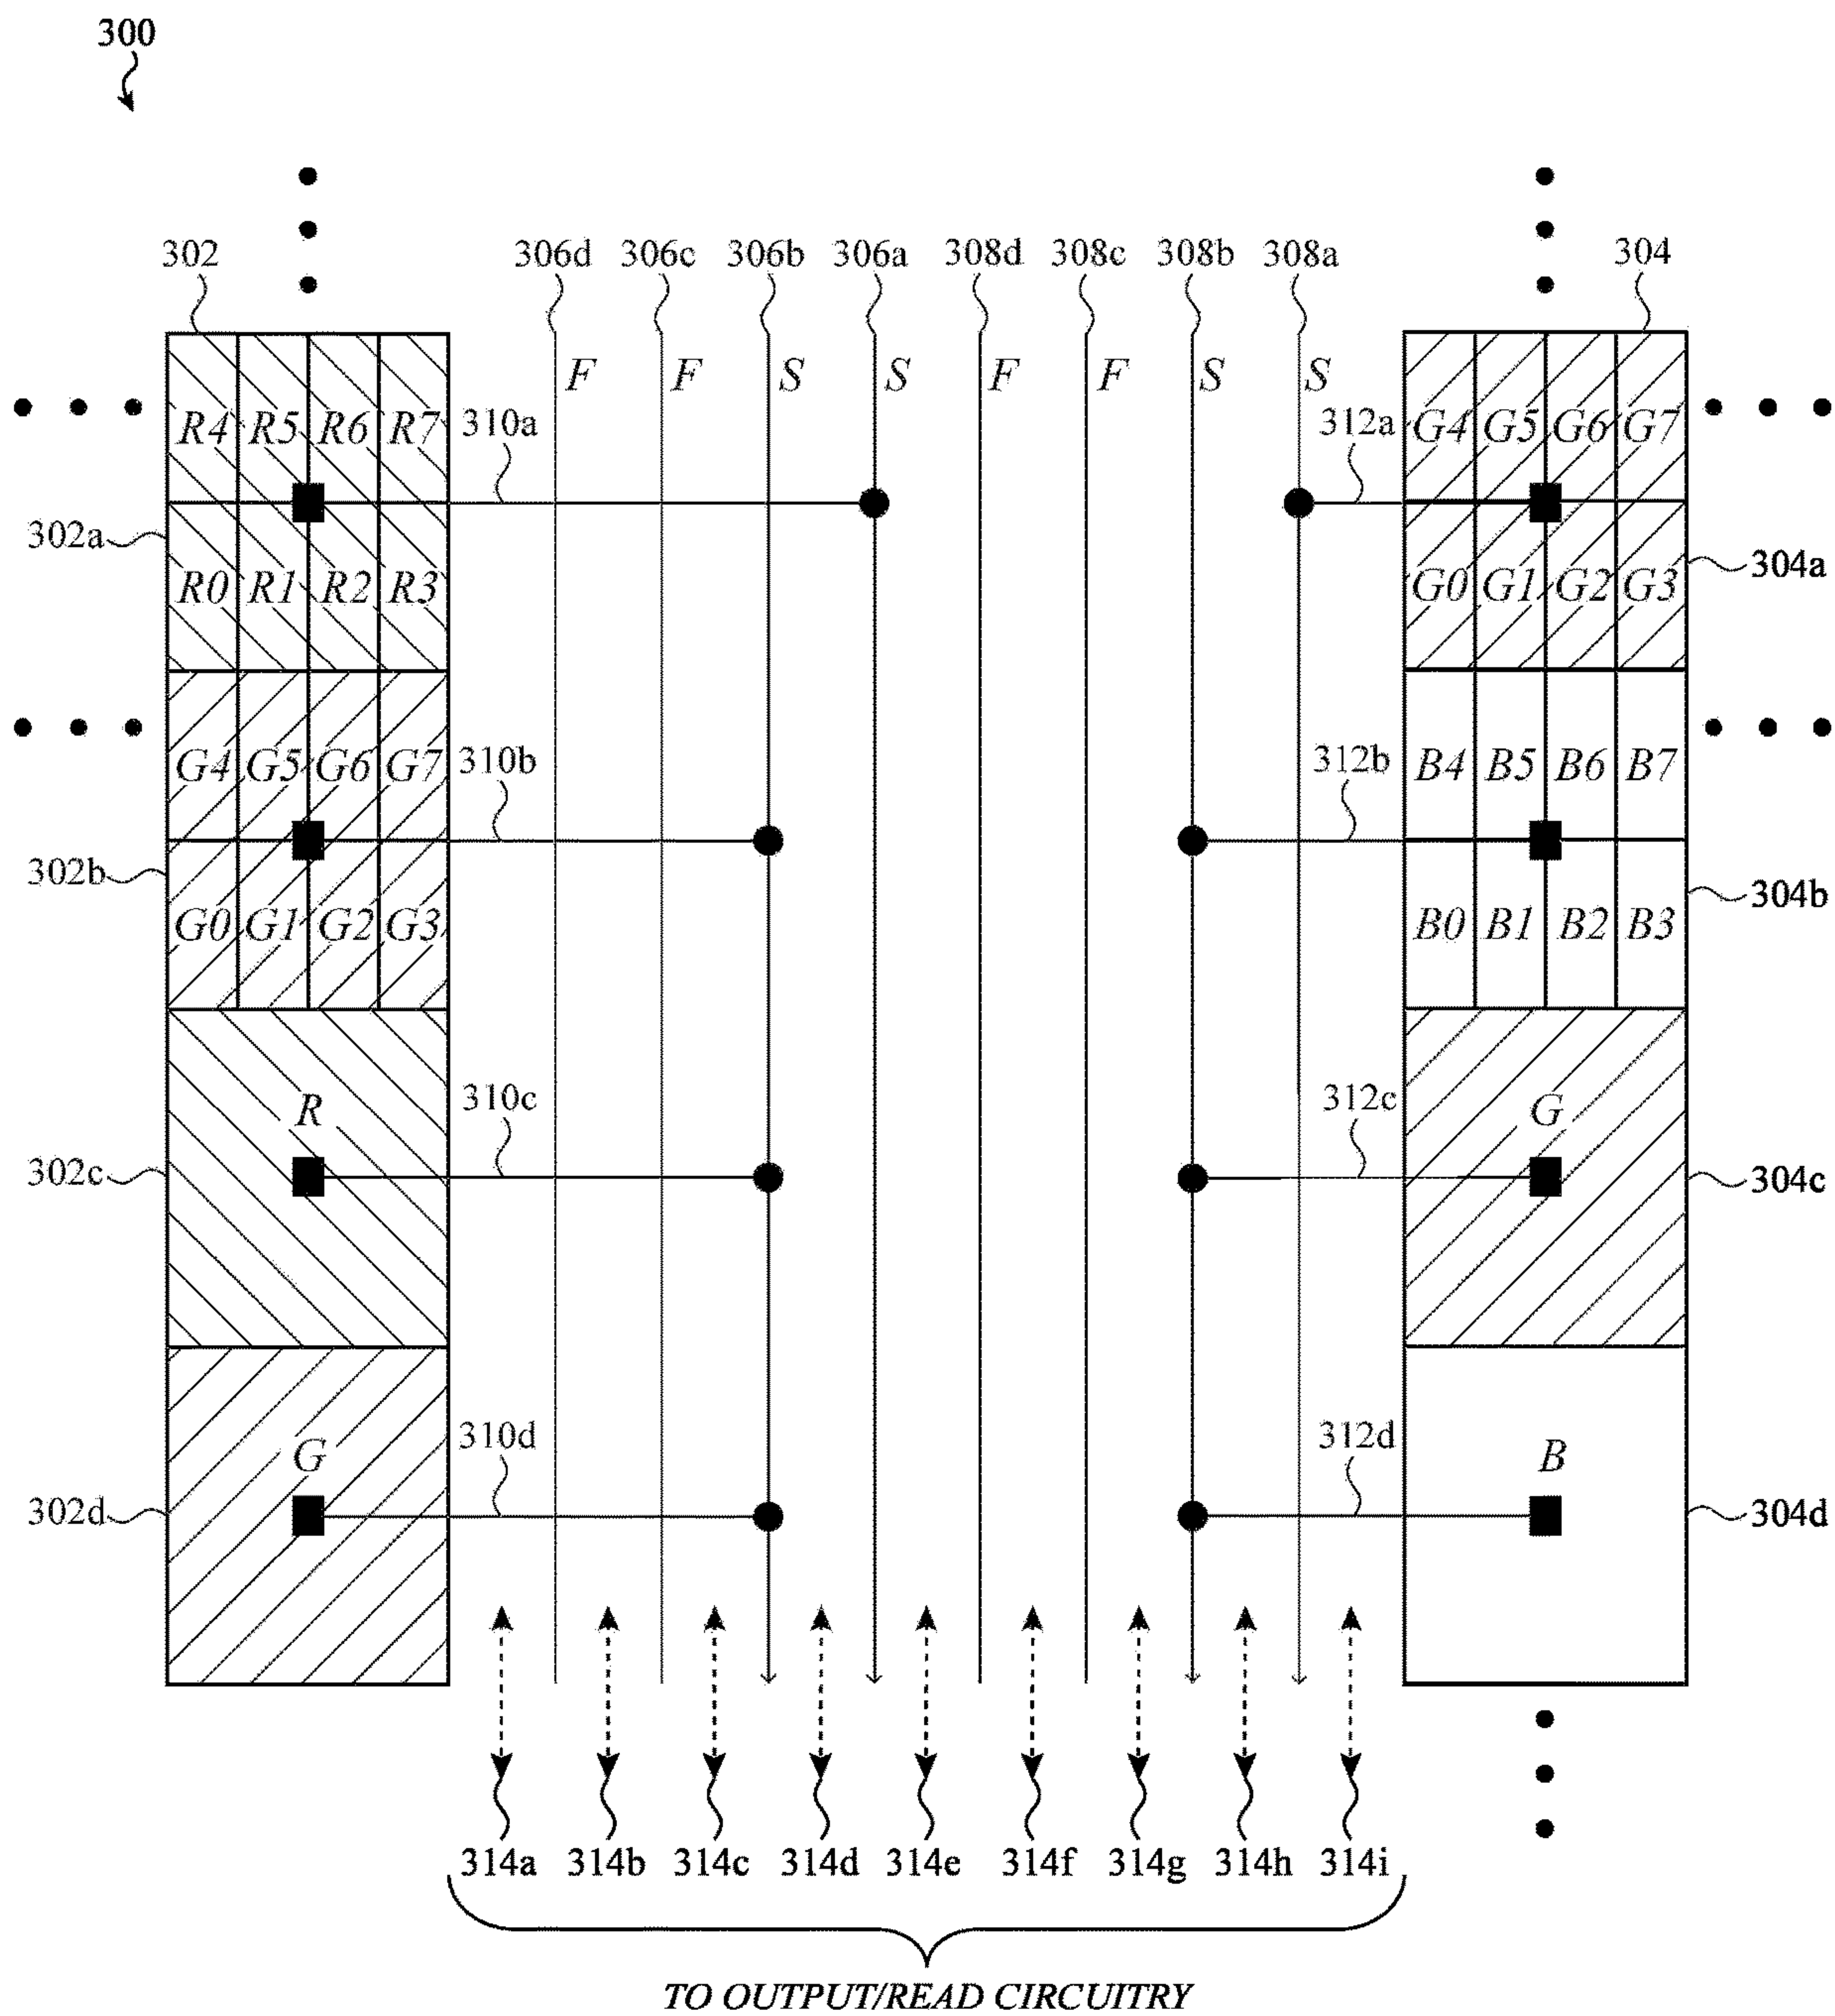 300
302 306d 306c 306b 306a 308d 308c 308b 308a 304
F F S S F F S S
R4 R5 R6 R7 310a 312a G4 G5 G6 G7
302a 304a
R0 R1 R2 R3 G0 G1 G2 G3
G4 G5 G6 G7 310b 312b B4 B5 B6 B7
302b 304b
G0 G1 G2 G3 B0 B1 B2 B3
R 310c 312c G
302c 304c
G 310d 312d B
302d 304d
314a 314b 314c 314d 314e 314f 314g 314h 314i
TO OUTPUT/READ CIRCUITRY